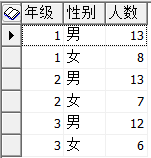 年级 性别 人数
1 男 13
1 女 8
2 男 13
2 女 7
3 男 12
3 女 6